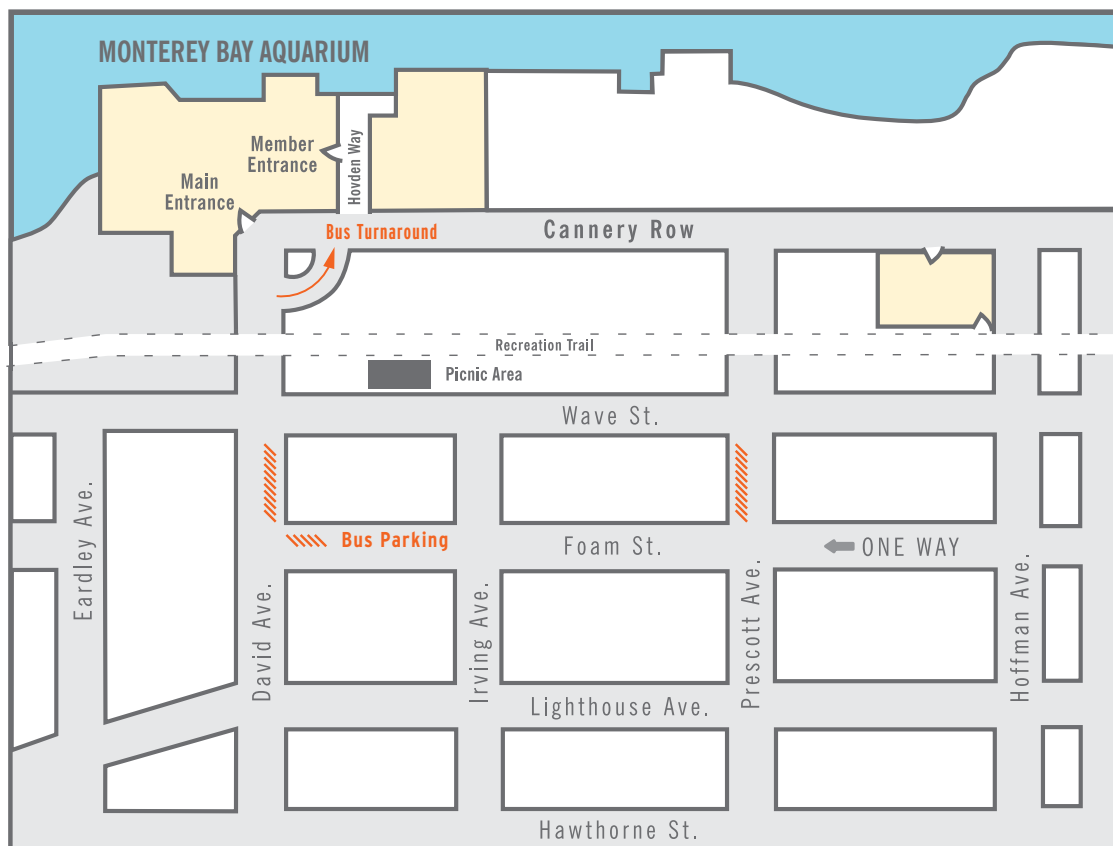 MONTEREY BAY AQUARIUM
Member
Entrance
Hovden Way
Main
Entrance
Bus Turnaround
Cannery Row
Recreation Trail
Picnic Area
Wave St.
Eardley Ave.
Bus Parking
Foam St.
ONE WAY
David Ave.
Irving Ave.
Prescott Ave.
Hoffman Ave.
Lighthouse Ave.
Hawthorne St.